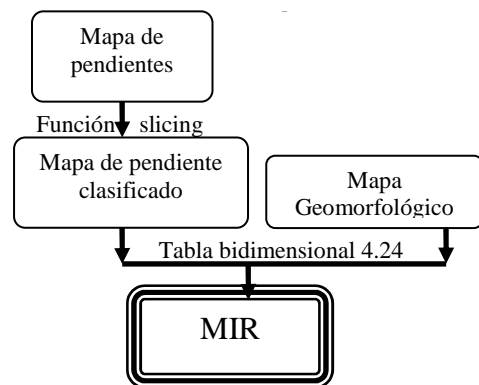 Mapa de
pendientes
Función slicing
Mapa de pendiente
clasificado
Mapa
Geomorfológico
Tabla bidimensional 4.24
MIR